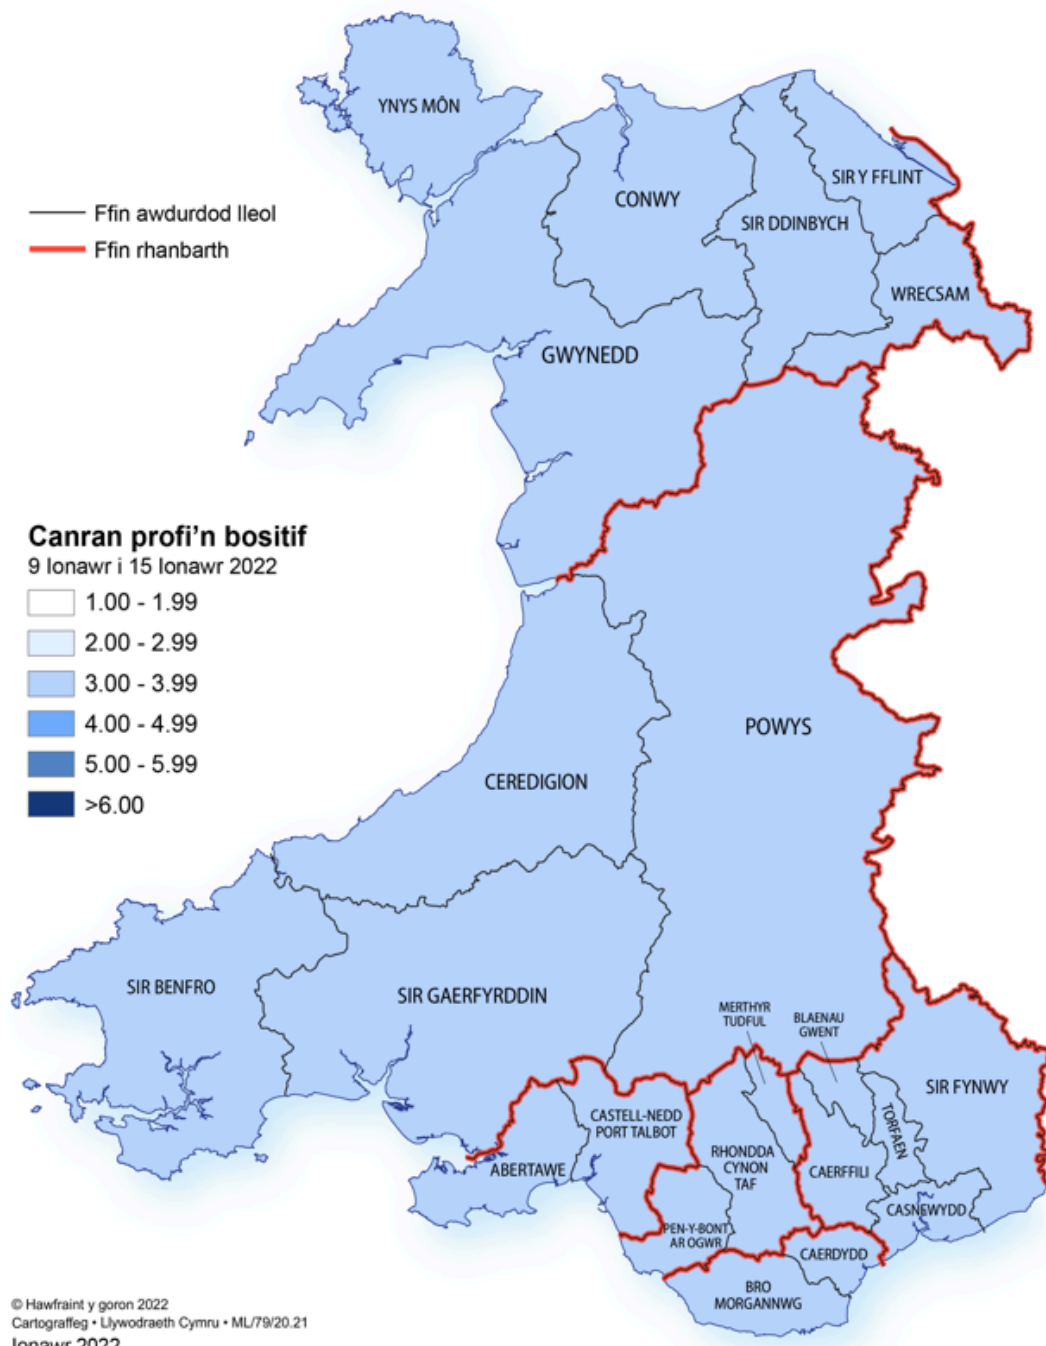 YNYS MÔN
CONWY
SIR Y FFLINT
SIR DDINBYCH
WRECSAM
GWYNEDD
Ffin awdurdod lleol
Ffin rhanbarth
Canran profi’n bositif
9 Ionawr i 15 Ionawr 2022
1.00 - 1.99
2.00 - 2.99
3.00 - 3.99
4.00 - 4.99
5.00 - 5.99
>6.00
POWYS
CEREDIGION
SIR BENFRO
SIR GAERFYRDDIN
MERTHYR
TUDFUL
BLAENAU
GWENT
SIR FYNWY
CASTELL-NEDD
PORT TALBOT
TORFAEN
ABERTAWE
RHONDDA
CYNON
TAF
CAERFFILI
CASNEWYDD
PEN-Y-BONT
AR OGWR
CAERDYDD
BRO
MORGANNWG
© Hawfraint y goron 2022
Cartograffeg • Llywodraeth Cymru • ML/79/20.21
Ionawr 2022